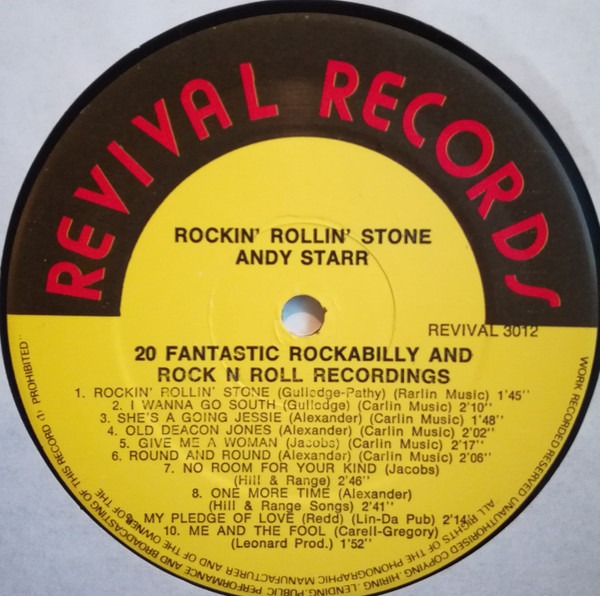 REVIVAL RECORDS
ROCKIN' ROLLIN' STONE
ANDY STARR
REVIVAL 3012
20 FANTASTIC ROCKABILLY AND
ROCK N ROLL RECORDINGS
1. ROCKIN' ROLLIN' STONE (Gulledge-Pathy) (Rarlin Music) 1'45''
2. I WANNA GO SOUTH (Gulledge) (Carlin Music) 2'10''
3. SHE'S A GOING JESSIE (Alexander) (Carlin Music) 1'48''
4. OLD DEACON JONES (Alexander) (Carlin Music) 2'02''
5. GIVE ME A WOMAN (Jacobs) (Carlin Music) 2'17''
6. ROUND AND ROUND (Alexander) (Carlin Music) 2'06''
7. NO ROOM FOR YOUR KIND (Jacobs)
(Hill & Range) 2'46''
8. ONE MORE TIME (Alexander)
(Hill & Range Songs) 2'41''
9. MY PLEDGE OF LOVE (Redd) (Lin-Da Pub) 2'14''
10. ME AND THE FOOL (Carell-Gregory)
(Leonard Prod.) 1'52''
ALL RIGHTS OF THE PHONOGRAPHIC MANUFACTURER AND OF THE OWNER OF THE
WORK RECORDED RESERVED UNAUTHORISED COPYING. HIRING. LENDING. PUBLIC PERFORMANCE AND BROADCASTING OF THIS RECORD () PROHIBITED''